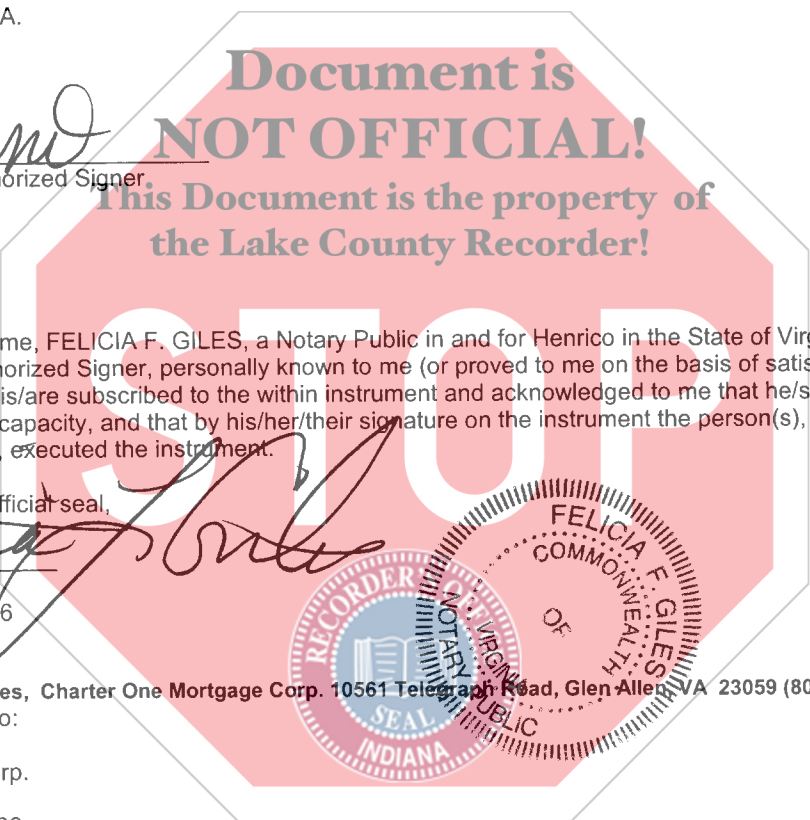 A.
Document is
NOT OFFICIAL!
orized Signer
This Document is the property of
the Lake County Recorder!
STOP
me, FELICIA F. GILES, a Notary Public in and for Henrico in the State of Virg
horized Signer, personally known to me (or proved to me on the basis of satis
is/are subscribed to the within instrument and acknowledged to me that he/s
capacity, and that by his/her/their signature on the instrument the person(s),
, executed the instrument.
fficial seal,
6
FELICIA F. GILES
COMMONWEALTH
OF
VIRGINIA
NOTARY PUBLIC
RECORDER'S OFFICE
SEAL
INDIANA
es, Charter One Mortgage Corp. 10561 Telegraph Road, Glen Allen, VA 23059 (80
o:
rp.